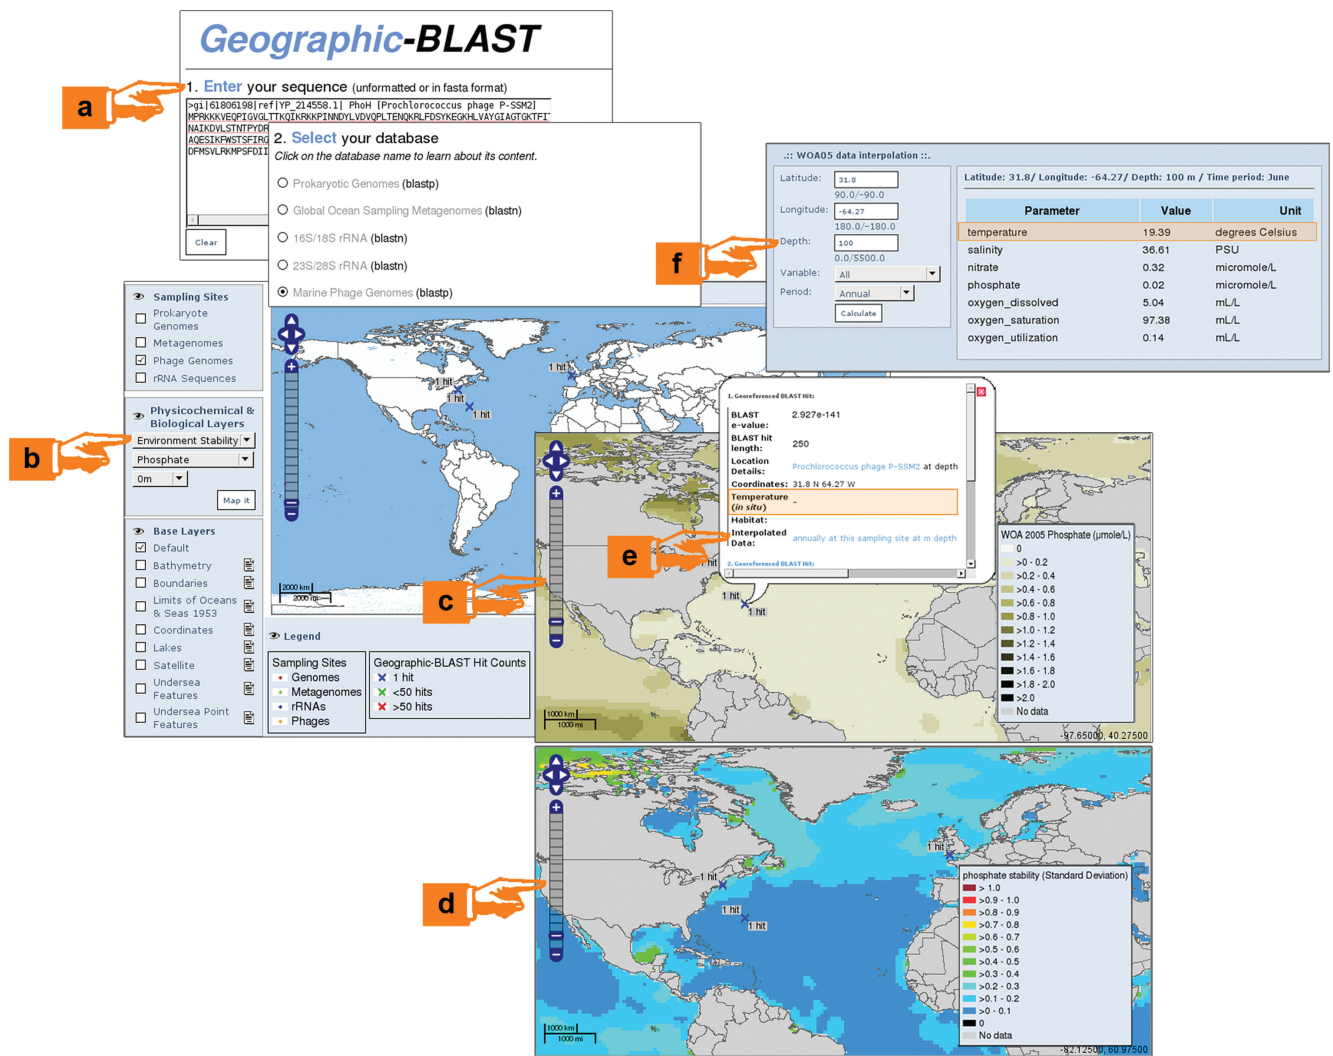 Geographic-BLAST
a
1. Enter your sequence (unformatted or in fasta format)
>gi|61806198|ref|YP_214558.1| PhoH [Prochlorococcus phage P-SSM2]
MPRKKKVEQPIGVGLTTKQIKRKKPINNDYLVDVQPLTENQKRLFDSYKEGKHLVAYGIAGTGKTFI
NAIKDVLSTNTPYDR
AQESIKFWSTSFIRG
DFMSVLRKMPSFDII
Clear
2. Select your database
Click on the database name to learn about its content.
Prokaryotic Genomes (blastp)
Global Ocean Sampling Metagenomes (blastn)
16S/18S rRNA (blastn)
23S/28S rRNA (blastn)
Marine Phage Genomes (blastp)
f
.:: WOA05 data interpolation ::.
Latitude: 31.8
90.0/-90.0
Longitude: -64.27
180.0/-180.0
Depth: 100
0.0/5500.0
Variable: All
Period: Annual
Calculate
Latitude: 31.8/ Longitude: -64.27/ Depth: 100 m / Time period: June
Parameter Value Unit
temperature 19.39 degrees Celsius
salinity 36.61 PSU
nitrate 0.32 micromole/L
phosphate 0.02 micromole/L
oxygen_dissolved 5.04 mL/L
oxygen_saturation 97.38 mL/L
oxygen_utilization 0.14 mL/L
Sampling Sites
Prokaryote
Genomes
Metagenomes
Phage Genomes
rRNA Sequences
b
Physicochemical &
Biological Layers
Environment Stability
Phosphate
0m
Map it
Base Layers
Default
Bathymetry
Boundaries
Limits of Oceans
& Seas 1953
Coordinates
Lakes
Satellite
Undersea
Features
Undersea Point
Features
1 hit
1 hit
1 hit
1 hit
2000 km
2000 mi
Legend
Sampling Sites
Genomes
Metagenomes
rRNAs
Phages
Geographic-BLAST Hit Counts
1 hit
<50 hits
>50 hits
e
1. Georeferenced BLAST Hit:
BLAST
e-value: 2.927e-141
BLAST hit
length: 250
Location
Details: Prochlorococcus phage P-SSM2 at depth
Coordinates: 31.8 N 64.27 W
Temperature
(in situ) -
Habitat:
Interpolated
Data: annually at this sampling site at m depth
2. Georeferenced BLAST Hit:
c
hit
1 hit
1 hit
1000 km
1000 mi
WOA 2005 Phosphate (µmole/L)
0
>0 - 0.2
>0.2 - 0.4
>0.4 - 0.6
>0.6 - 0.8
>0.8 - 1.0
>1.0 - 1.2
>1.2 - 1.4
>1.4 - 1.6
>1.6 - 1.8
>1.8 - 2.0
>2.0
No data
-97.65000, 40.27500
d
1 hit
1 hit
1 hit
1 hit
1000 km
1000 mi
phosphate stability (Standard Deviation)
> 1.0
>0.9 - 1.0
>0.8 - 0.9
>0.7 - 0.8
>0.6 - 0.7
>0.5 - 0.6
>0.4 - 0.5
>0.3 - 0.4
>0.2 - 0.3
>0.1 - 0.2
>0 - 0.1
0
No data
-82.12500, 60.97500